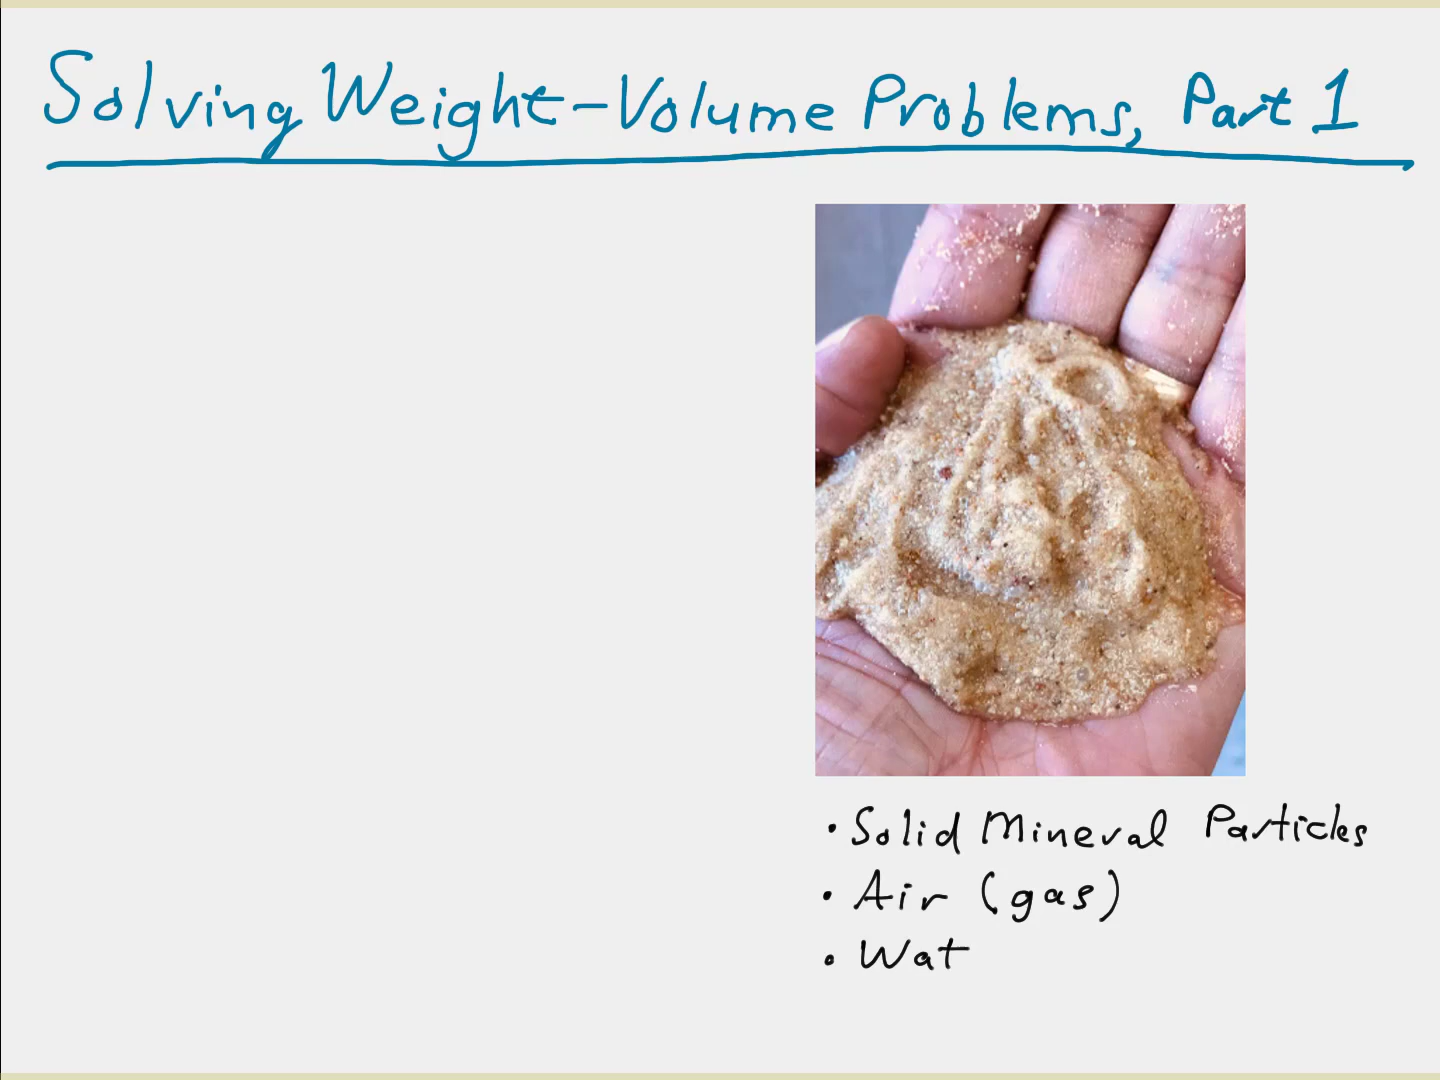 Solving Weight-Volume Problems, Part 1
• Solid Mineral Particles
• Air (gas)
• Wat